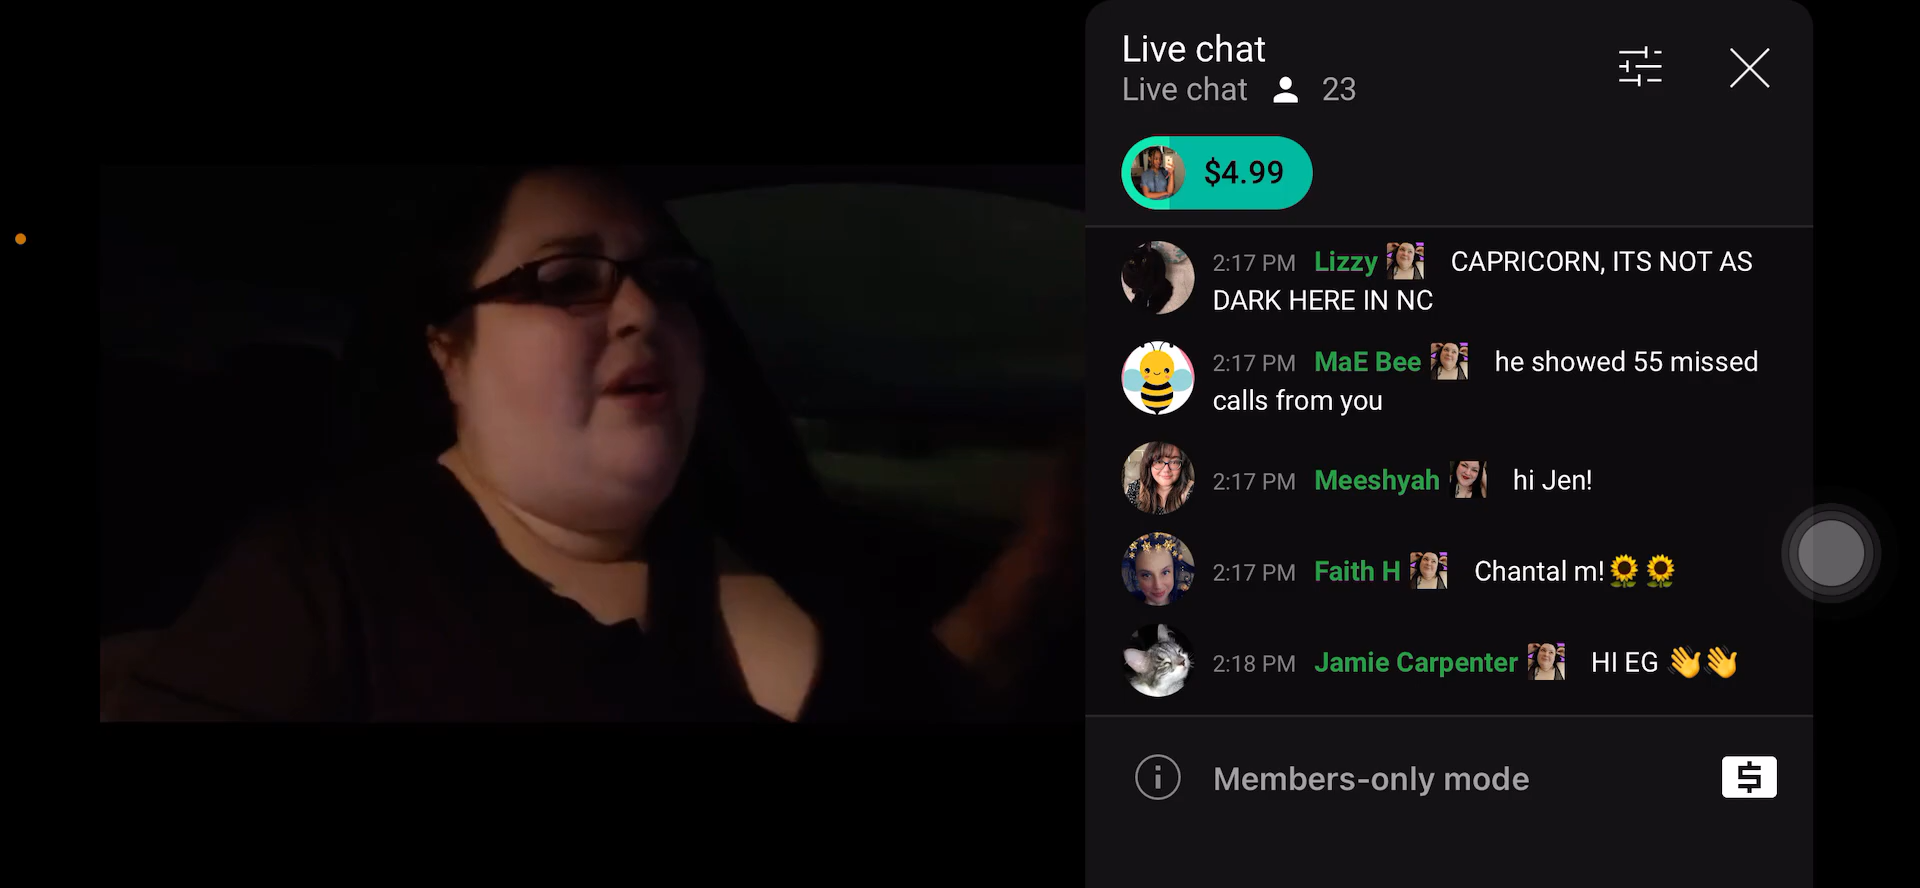 Live chat
Live chat 23
$4.99
2:17 PM Lizzy CAPRICORN, ITS NOT AS
DARK HERE IN NC
2:17 PM MaE Bee he showed 55 missed
calls from you
2:17 PM Meeshyah hi Jen!
2:17 PM Faith H Chantal m!🌻🌻
2:18 PM Jamie Carpenter HI EG 👋👋
Members-only mode